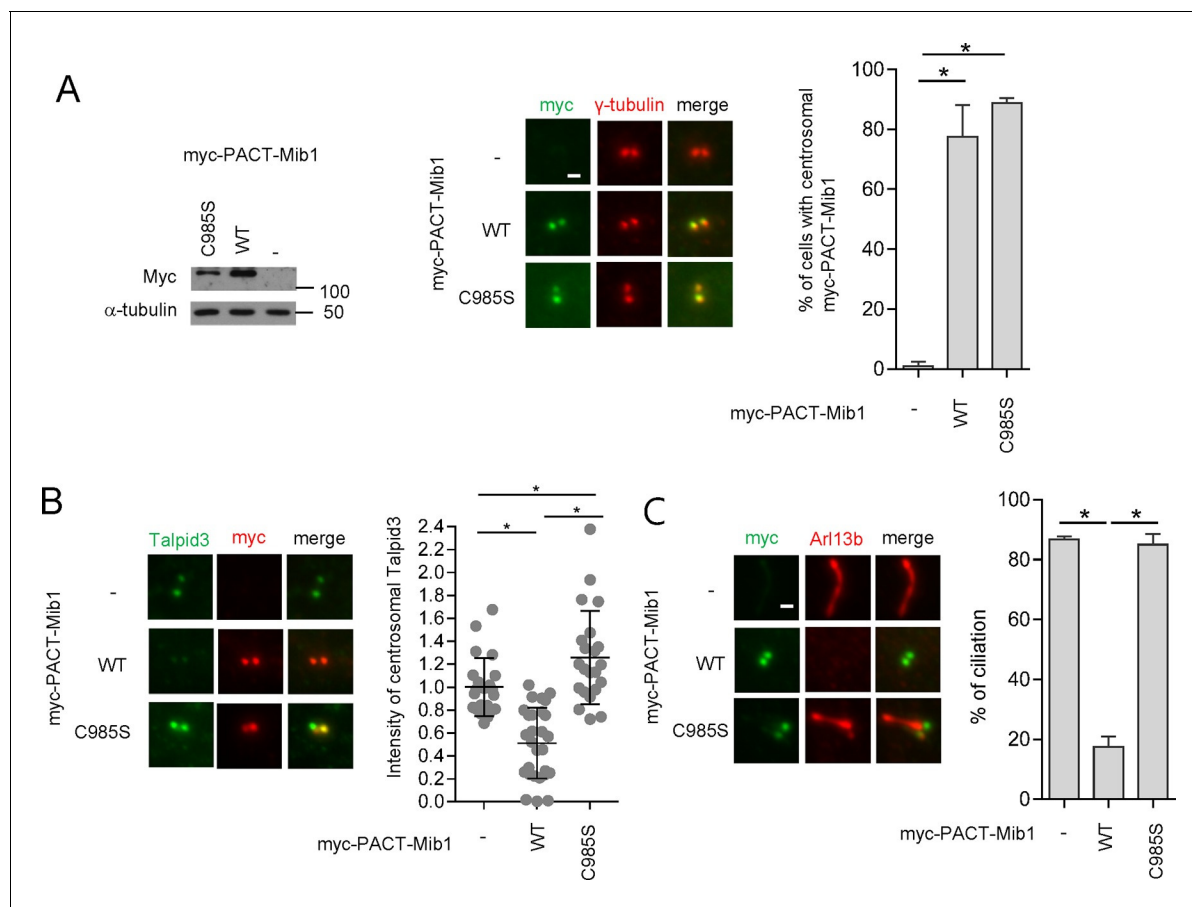 A
myc-PACT-Mib1
C985S
WT
-
Myc
100
α-tubulin
50
myc-PACT-Mib1
myc
γ-tubulin
merge
-
WT
C985S
% of cells with centrosomal
myc-PACT-Mib1
100
80
60
40
20
0
*
*
myc-PACT-Mib1
-
WT
C985S
B
myc-PACT-Mib1
Talpid3
myc
merge
-
WT
C985S
Intensity of centrosomal Talpid3
2.4
2.2
2.0
1.8
1.6
1.4
1.2
1.0
0.8
0.6
0.4
0.2
0.0
*
*
*
myc-PACT-Mib1
-
WT
C985S
C
myc-PACT-Mib1
myc
Arl13b
merge
-
WT
C985S
% of ciliation
100
80
60
40
20
0
*
*
myc-PACT-Mib1
-
WT
C985S